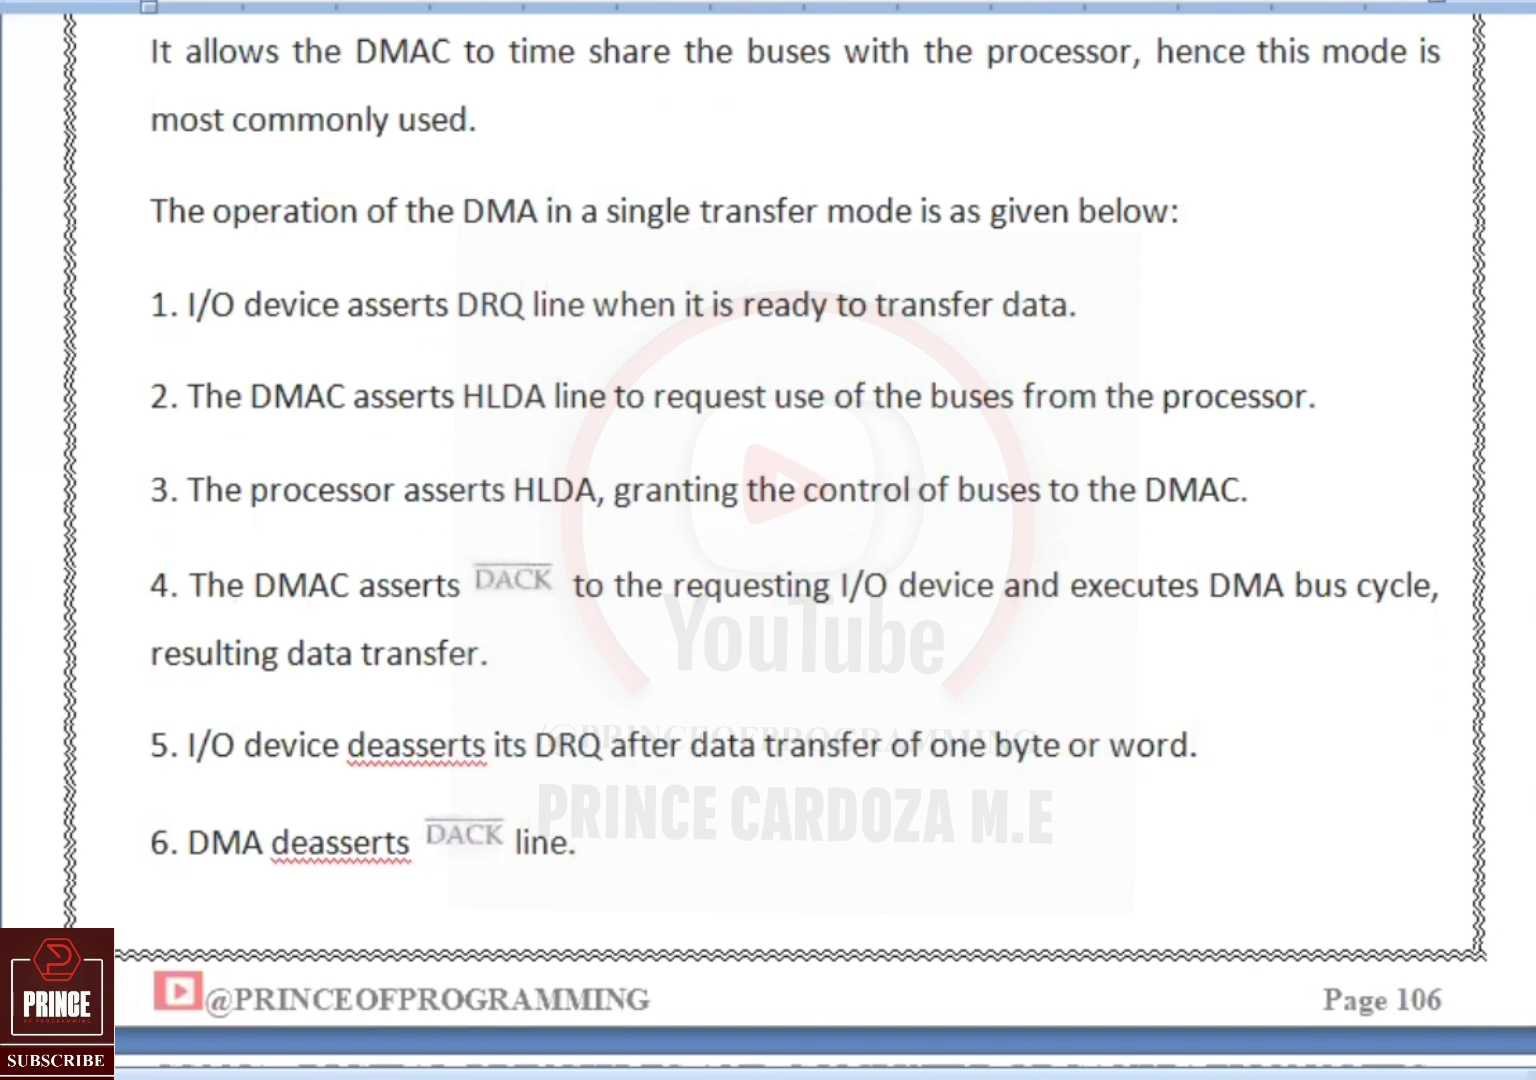 It allows the DMAC to time share the buses with the processor, hence this mode is
most commonly used.
The operation of the DMA in a single transfer mode is as given below:
1. I/O device asserts DRQ line when it is ready to transfer data.
2. The DMAC asserts HLDA line to request use of the buses from the processor.
3. The processor asserts HLDA, granting the control of buses to the DMAC.
4. The DMAC asserts DACK to the requesting I/O device and executes DMA bus cycle,
resulting data transfer.
YouTube
/@PRINCEOFPROGRAMMING
5. I/O device deasserts its DRQ after data transfer of one byte or word.
PRINCE CARDOZA M.E
6. DMA deasserts DACK line.
PRINCE
OF PROGRAMMING
SUBSCRIBE
@PRINCEOFPROGRAMMING
Page 106